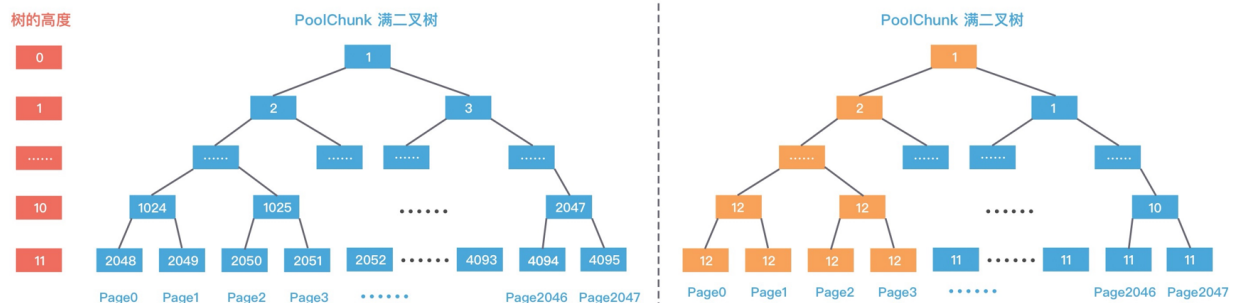 树的高度 PoolChunk 满二叉树 PoolChunk 满二叉树
0 1 1
1 2 3 2 1
…… …… …… …… …… …… …… …… ……
10 1024 1025 …… 2047 12 12 …… 10
11 2048 2049 2050 2051 2052 …… 4093 4094 4095 12 12 12 12 11 …… 11 11 11
Page0 Page1 Page2 Page3 …… Page2046 Page2047 Page0 Page1 Page2 Page3 …… Page2046 Page2047